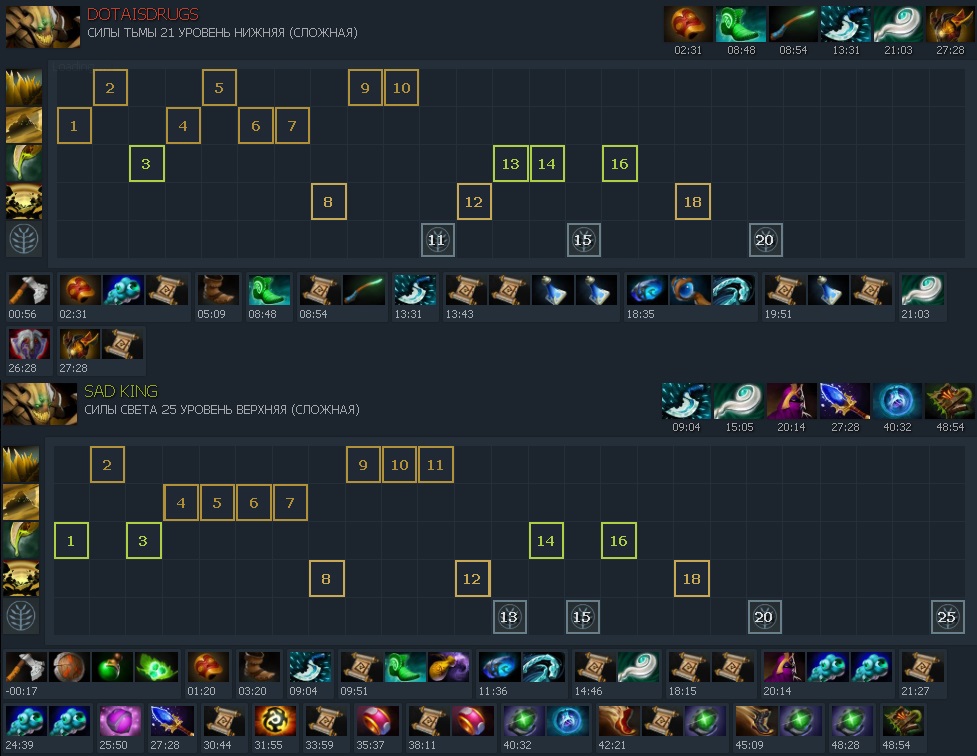 DOTAISDRUGS
СИЛЫ ТЬМЫ 21 УРОВЕНЬ НИЖНЯЯ (СЛОЖНАЯ)
02:31 08:48 08:54 13:31 21:03 27:28
2 5 9 10
1 4 6 7
3 13 14 16
8 12 18
11 15 20
00:56 02:31 05:09 08:48 08:54 13:31 13:43 18:35 19:51 21:03
26:28 27:28
SAD KING
СИЛЫ СВЕТА 25 УРОВЕНЬ ВЕРХНЯЯ (СЛОЖНАЯ)
09:04 15:05 20:14 27:28 40:32 48:54
2 9 10 11
4 5 6 7
1 3 14 16
8 12 18
13 15 20 25
-00:17 01:20 03:20 09:04 09:51 11:36 14:46 18:15 20:14 21:27
24:39 25:50 27:28 30:44 31:55 33:59 35:37 38:11 40:32 42:21 45:09 48:28 48:54